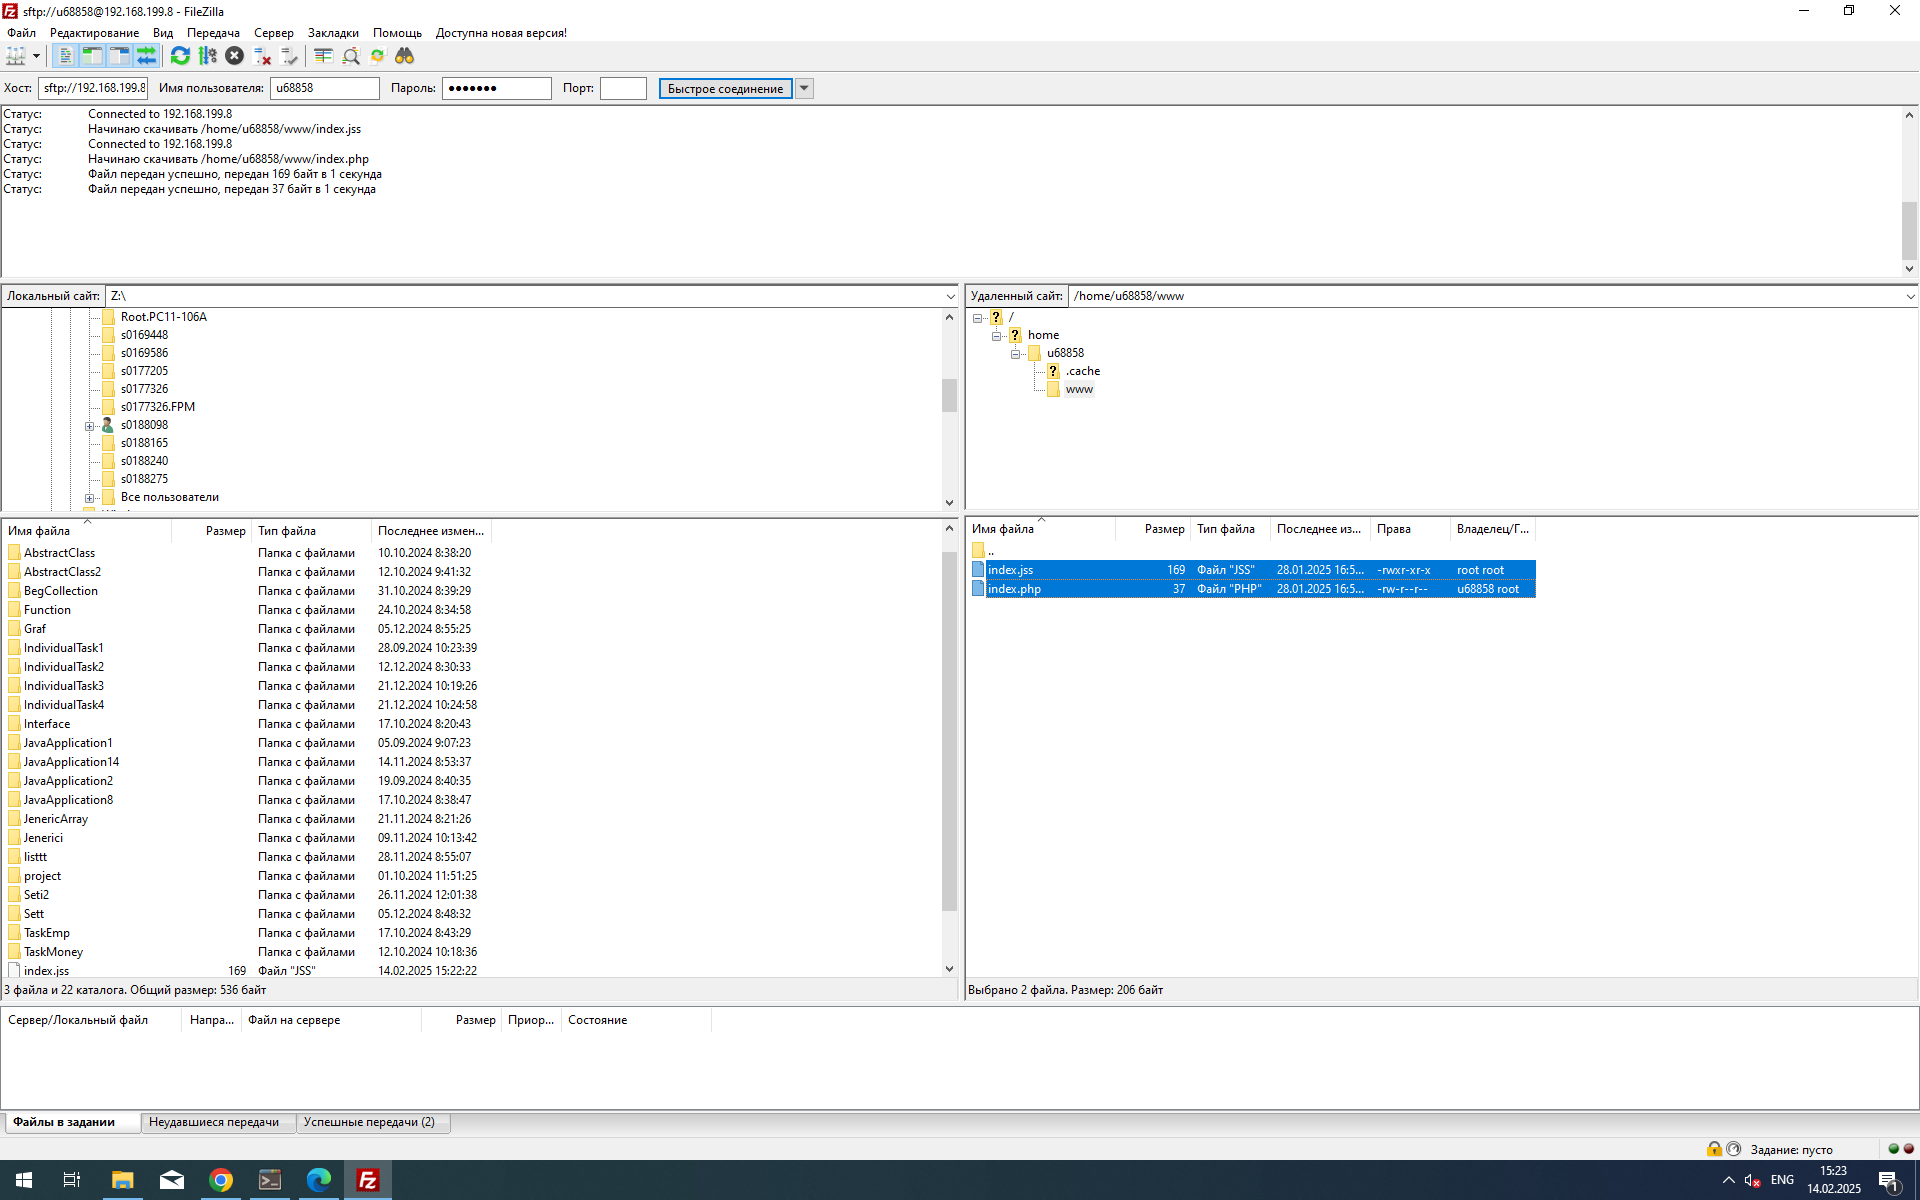 sftp://u68858@192.168.199.8 - FileZilla
Файл Редактирование Вид Передача Сервер Закладки Помощь Доступна новая версия!
Хост: sftp://192.168.199.8 Имя пользователя: u68858 Пароль: ●●●●●●● Порт: Быстрое соединение
Статус: Connected to 192.168.199.8
Статус: Начинаю скачивать /home/u68858/www/index.jss
Статус: Connected to 192.168.199.8
Статус: Начинаю скачивать /home/u68858/www/index.php
Статус: Файл передан успешно, передан 169 байт в 1 секунда
Статус: Файл передан успешно, передан 37 байт в 1 секунда
Локальный сайт: Z:\
Root.PC11-106A
s0169448
s0169586
s0177205
s0177326
s0177326.FPM
s0188098
s0188165
s0188240
s0188275
Все пользователи
Имя файла Размер Тип файла Последнее измен...
AbstractClass Папка с файлами 10.10.2024 8:38:20
AbstractClass2 Папка с файлами 12.10.2024 9:41:32
BegCollection Папка с файлами 31.10.2024 8:39:29
Function Папка с файлами 24.10.2024 8:34:58
Graf Папка с файлами 05.12.2024 8:55:25
IndividualTask1 Папка с файлами 28.09.2024 10:23:39
IndividualTask2 Папка с файлами 12.12.2024 8:30:33
IndividualTask3 Папка с файлами 21.12.2024 10:19:26
IndividualTask4 Папка с файлами 21.12.2024 10:24:58
Interface Папка с файлами 17.10.2024 8:20:43
JavaApplication1 Папка с файлами 05.09.2024 9:07:23
JavaApplication14 Папка с файлами 14.11.2024 8:53:37
JavaApplication2 Папка с файлами 19.09.2024 8:40:35
JavaApplication8 Папка с файлами 17.10.2024 8:38:47
JenericArray Папка с файлами 21.11.2024 8:21:26
Jenerici Папка с файлами 09.11.2024 10:13:42
listtt Папка с файлами 28.11.2024 8:55:07
project Папка с файлами 01.10.2024 11:51:25
Seti2 Папка с файлами 26.11.2024 12:01:38
Sett Папка с файлами 05.12.2024 8:48:32
TaskEmp Папка с файлами 17.10.2024 8:43:29
TaskMoney Папка с файлами 12.10.2024 10:18:36
index.jss 169 Файл "JSS" 14.02.2025 15:22:22
3 файла и 22 каталога. Общий размер: 536 байт
Удаленный сайт: /home/u68858/www
/
home
u68858
.cache
www
Имя файла Размер Тип файла Последнее из... Права Владелец/Г...
..
index.jss 169 Файл "JSS" 28.01.2025 16:5... -rwxr-xr-x root root
index.php 37 Файл "PHP" 28.01.2025 16:5... -rw-r--r-- u68858 root
Выбрано 2 файла. Размер: 206 байт
Сервер/Локальный файл Напра... Файл на сервере Размер Приор... Состояние
Файлы в задании Неудавшиеся передачи Успешные передачи (2)
Задание: пусто
ENG 15:23
14.02.2025
1